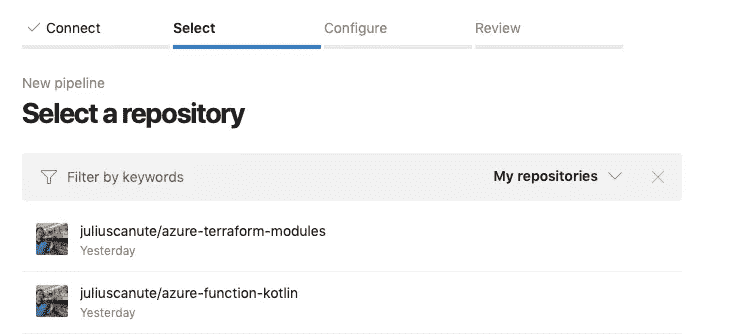 Connect Select Configure Review
New pipeline
Select a repository
Filter by keywords My repositories
juliuscanute/azure-terraform-modules
Yesterday
juliuscanute/azure-function-kotlin
Yesterday